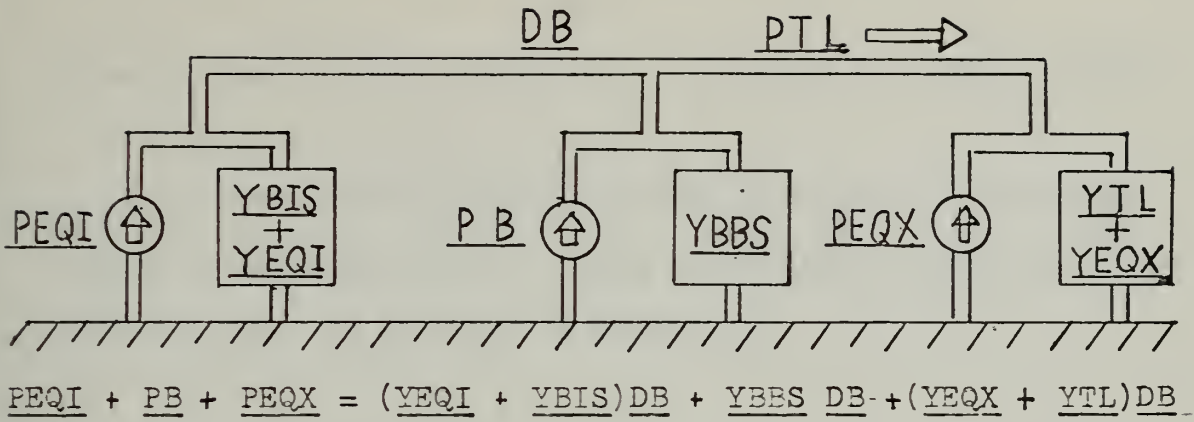 DB PTL
PEQI YBIS + YEQI PB YBBS PEQX YTL + YEQX
PEQI + PB + PEQX = (YEQI + YBIS)DB + YBBS DB + (YEQX + YTL)DB